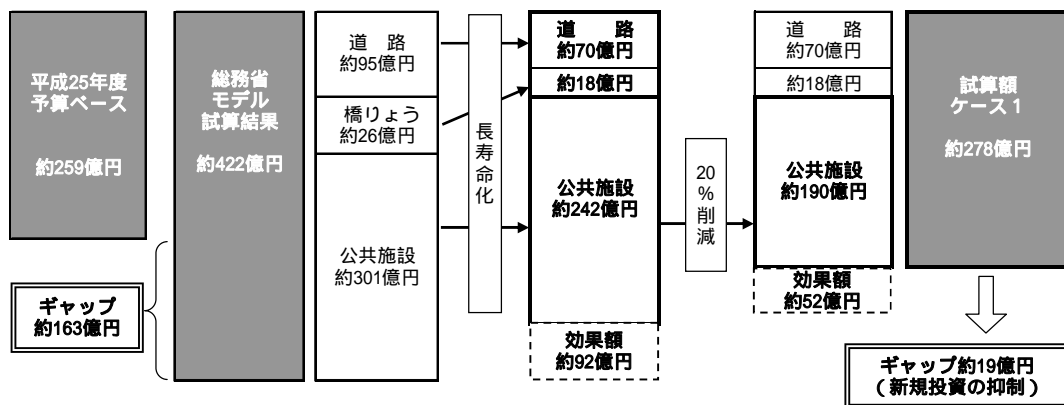 平成25年度
予算ベース
約259億円
ギャップ
約163億円
総務省
モデル
試算結果
約422億円
道　路
約95億円
橋りょう
約26億円
公共施設
約301億円
長寿命化
道　　路
約70億円
約18億円
公共施設
約242億円
効果額
約92億円
20%削減
道　　路
約70億円
約18億円
公共施設
約190億円
効果額
約52億円
試算額
ケース1
約278億円
ギャップ約19億円
(新規投資の抑制)